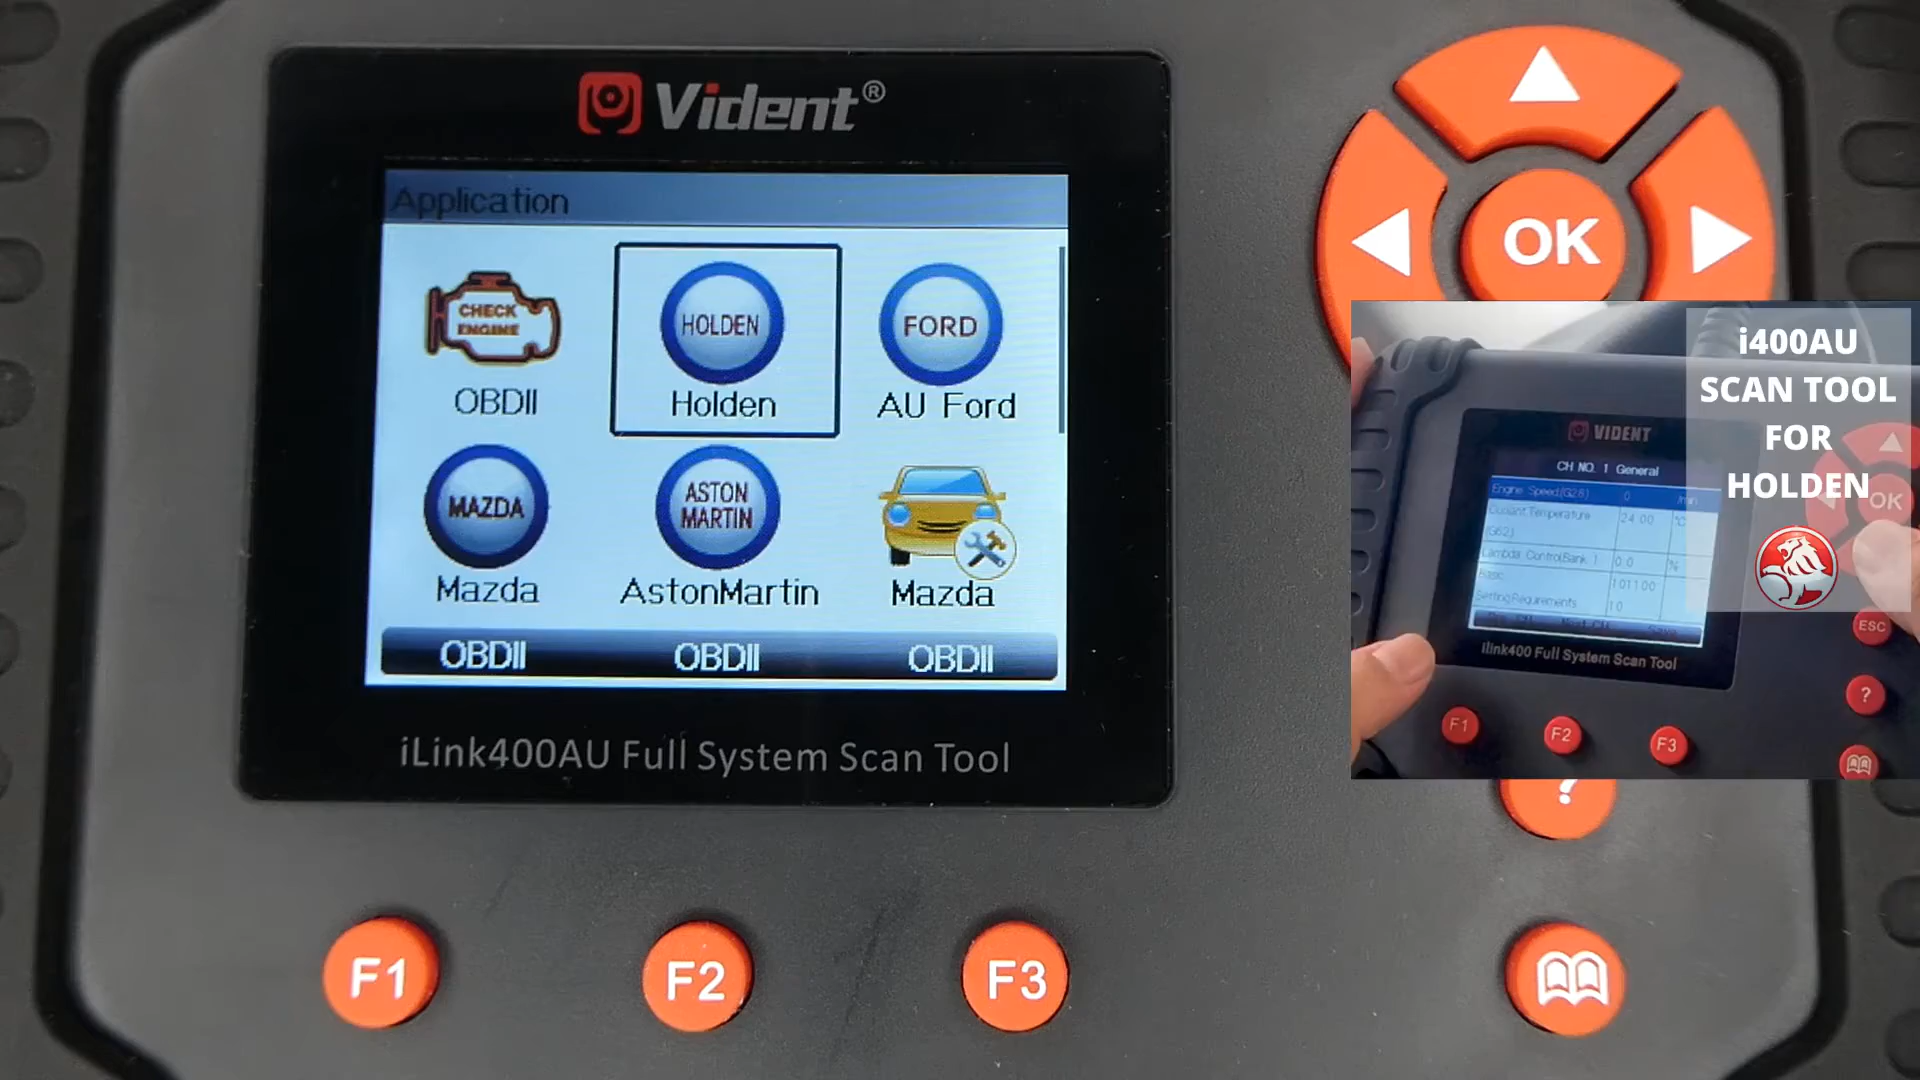 Vident®
Application
CHECK
ENGINE
HOLDEN
FORD
OBDII
Holden
AU Ford
MAZDA
ASTON
MARTIN
Mazda
AstonMartin
Mazda
OBDII
OBDII
OBDII
iLink400AU Full System Scan Tool
F1
F2
F3
OK
?
i400AU
SCAN TOOL
FOR
HOLDEN
VIDENT
CH NO. 1 General
Engine Speed(G28) 0 /min
Coolant Temperature 24.00 °C
(G62)
Lambda Control,Bank 1 0.0 %
Basic 101100
Setting Requirements 10
ilink400 Full System Scan Tool
OK
ESC
?
F1
F2
F3